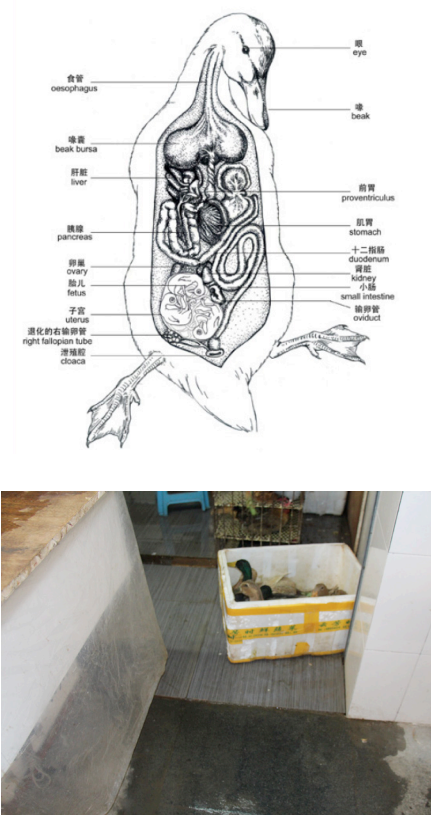 眼
eye
食管
oesophagus
喙
beak
喙囊
beak bursa
肝脏
liver
前胃
proventriculus
肌胃
stomach
胰腺
pancreas
十二指肠
duodenum
卵巢
ovary
肾脏
kidney
胎儿
fetus
小肠
small intestine
子宫
uterus
输卵管
oviduct
退化的右输卵管
right fallopian tube
泄殖腔
cloaca